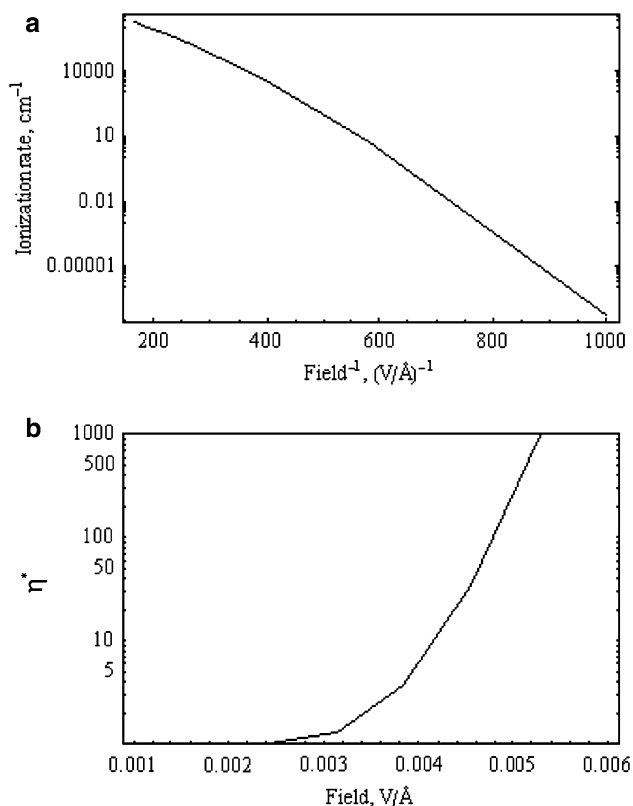 a
Ionization rate, cm⁻¹
10000
10
0.01
0.00001
200 400 600 800 1000
Field⁻¹, (V/Å)⁻¹
b
η*
1000
500
100
50
10
5
0.001 0.002 0.003 0.004 0.005 0.006
Field, V/Å